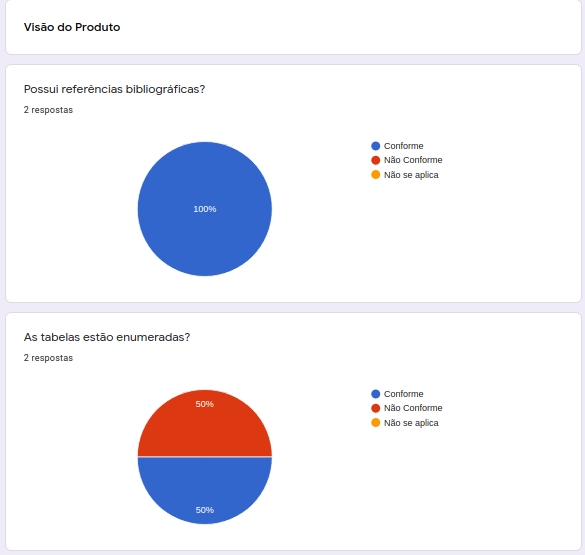 Visão do Produto
Possui referências bibliográficas?
2 respostas
Conforme
Não Conforme
Não se aplica
100%
As tabelas estão enumeradas?
2 respostas
Conforme
Não Conforme
Não se aplica
50%
50%